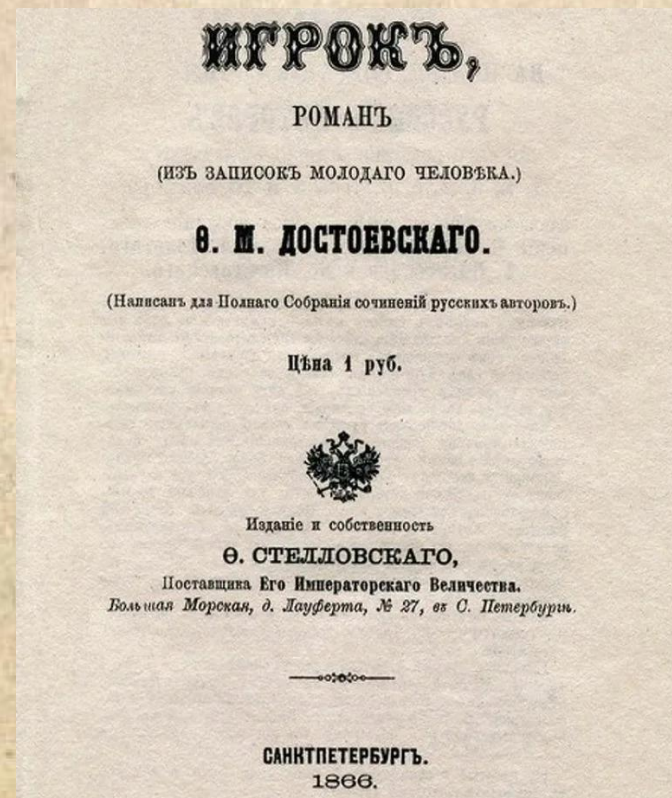 ИГРОКЪ,
РОМАНЪ
(ИЗЪ ЗАПИСОКЪ МОЛОДАГО ЧЕЛОВѢКА.)
Ѳ. М. ДОСТОЕВСКАГО.
(Написанъ для Полнаго Собранія сочиненій русскихъ авторовъ.)
Цѣна 1 руб.
Изданіе и собственность
Ѳ. СТЕЛЛОВСКАГО,
Поставщика Его Императорскаго Величества.
Большая Морская, д. Лауферта, № 27, въ С. Петербургѣ.
САНКТПЕТЕРБУРГЪ.
1866.